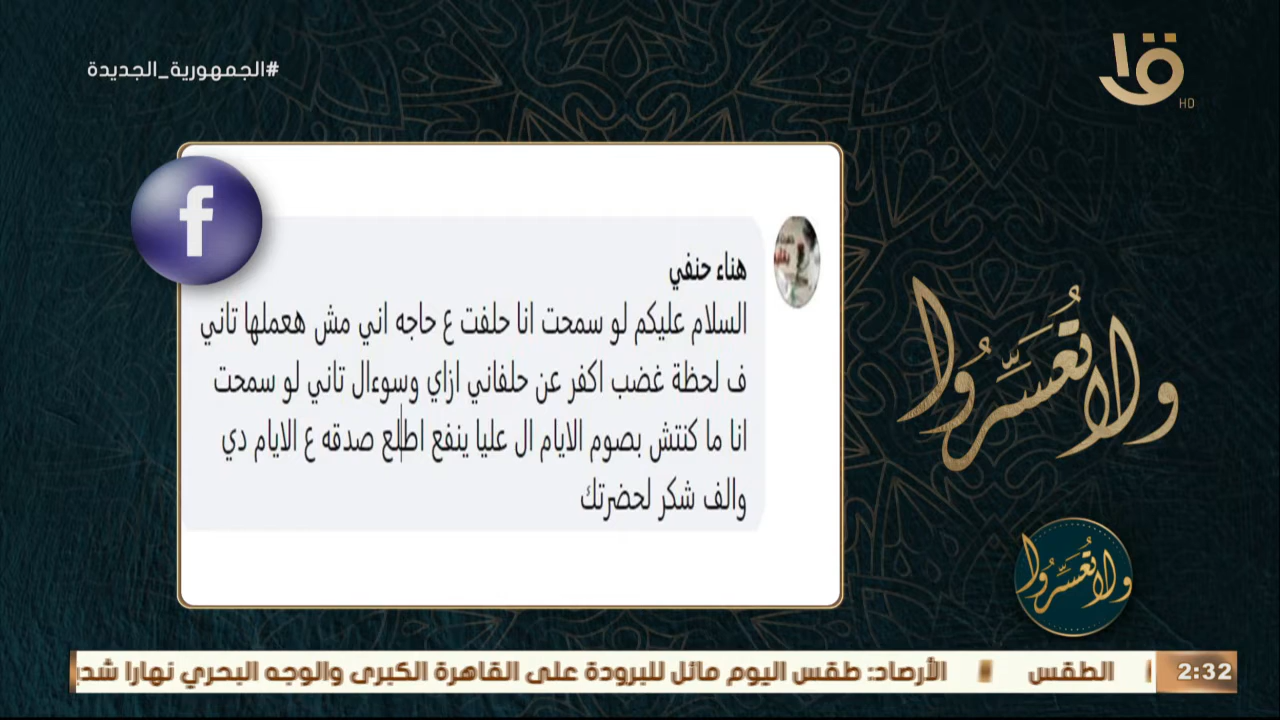 #الجمهورية_الجديدة
HD
هناء حنفي
السلام عليكم لو سمحت انا حلفت ع حاجه اني مش هعملها تاني
ف لحظة غضب اكفر عن حلفاني ازاي وسوءال تاني لو سمحت
انا ما كنتش بصوم الايام ال عليا ينفع اطلع صدقه ع الايام دي
والف شكر لحضرتك
ولا تعسروا
ولا تعسروا
2:32
الطقس
الأرصاد: طقس اليوم مائل للبرودة على القاهرة الكبرى والوجه البحري نهارا